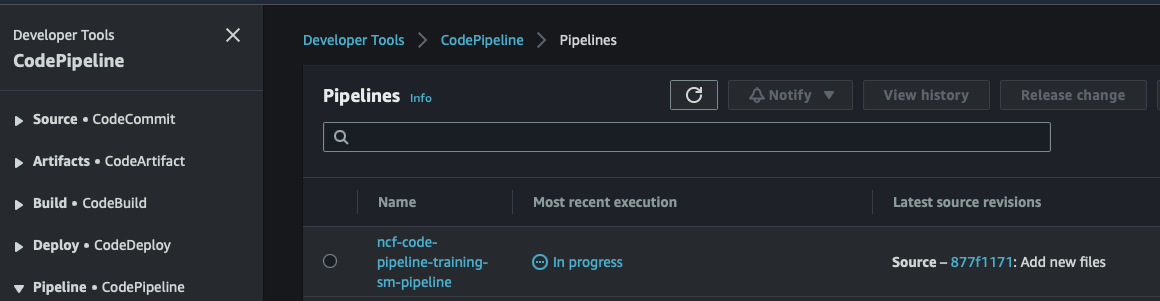 Developer Tools
CodePipeline
Source • CodeCommit
Artifacts • CodeArtifact
Build • CodeBuild
Deploy • CodeDeploy
Pipeline • CodePipeline
Developer Tools > CodePipeline > Pipelines
Pipelines Info
Notify
View history
Release change
Name
Most recent execution
Latest source revisions
ncf-code-
pipeline-training-
sm-pipeline
In progress
Source – 877f1171: Add new files